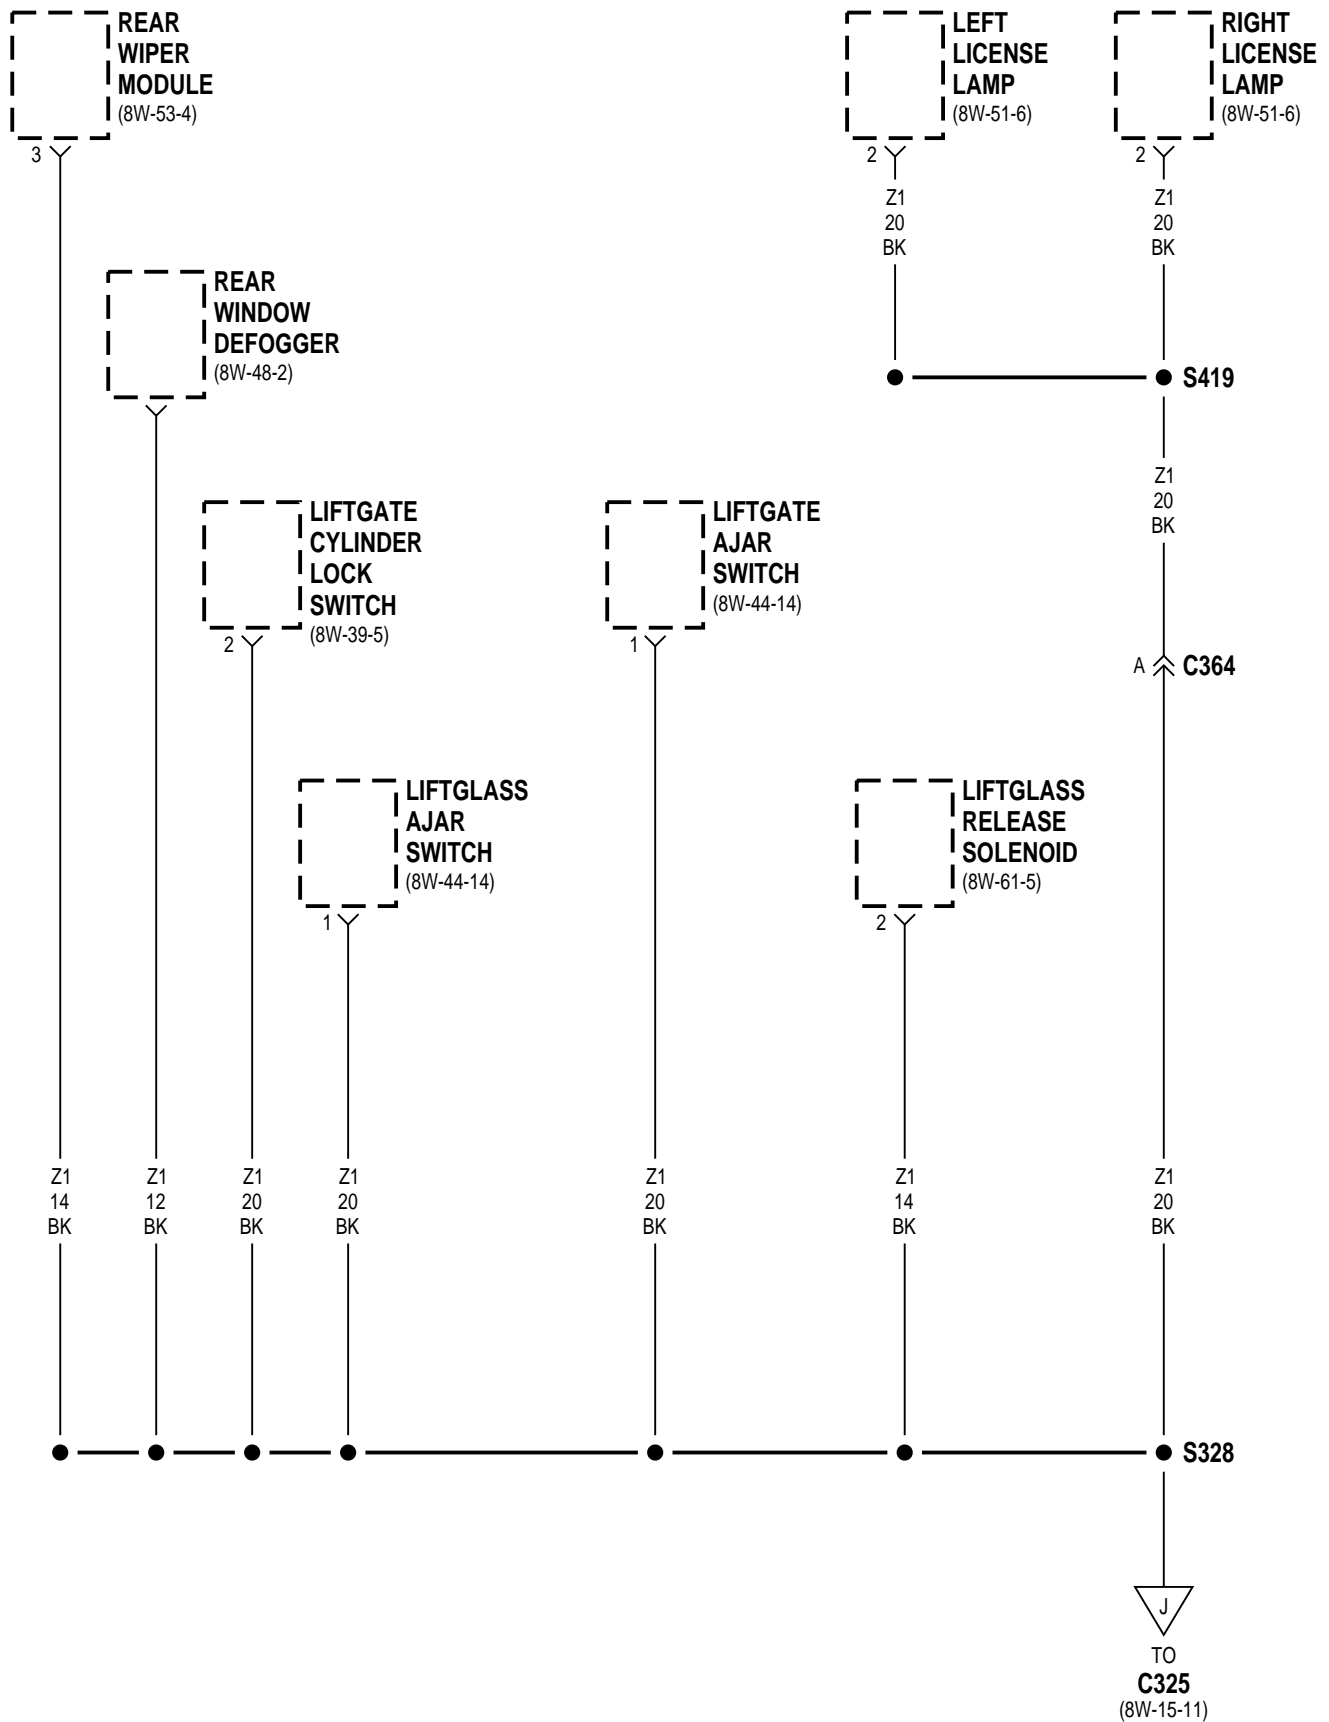 REAR
WIPER
MODULE
(8W-53-4)
3
LEFT
LICENSE
LAMP
(8W-51-6)
2
Z1
20
BK
RIGHT
LICENSE
LAMP
(8W-51-6)
2
Z1
20
BK
REAR
WINDOW
DEFOGGER
(8W-48-2)
S419
Z1
20
BK
LIFTGATE
CYLINDER
LOCK
SWITCH
(8W-39-5)
2
LIFTGATE
AJAR
SWITCH
(8W-44-14)
1
A
C364
LIFTGLASS
AJAR
SWITCH
(8W-44-14)
1
LIFTGLASS
RELEASE
SOLENOID
(8W-61-5)
2
Z1
14
BK
Z1
12
BK
Z1
20
BK
Z1
20
BK
Z1
20
BK
Z1
14
BK
Z1
20
BK
S328
J
TO
C325
(8W-15-11)